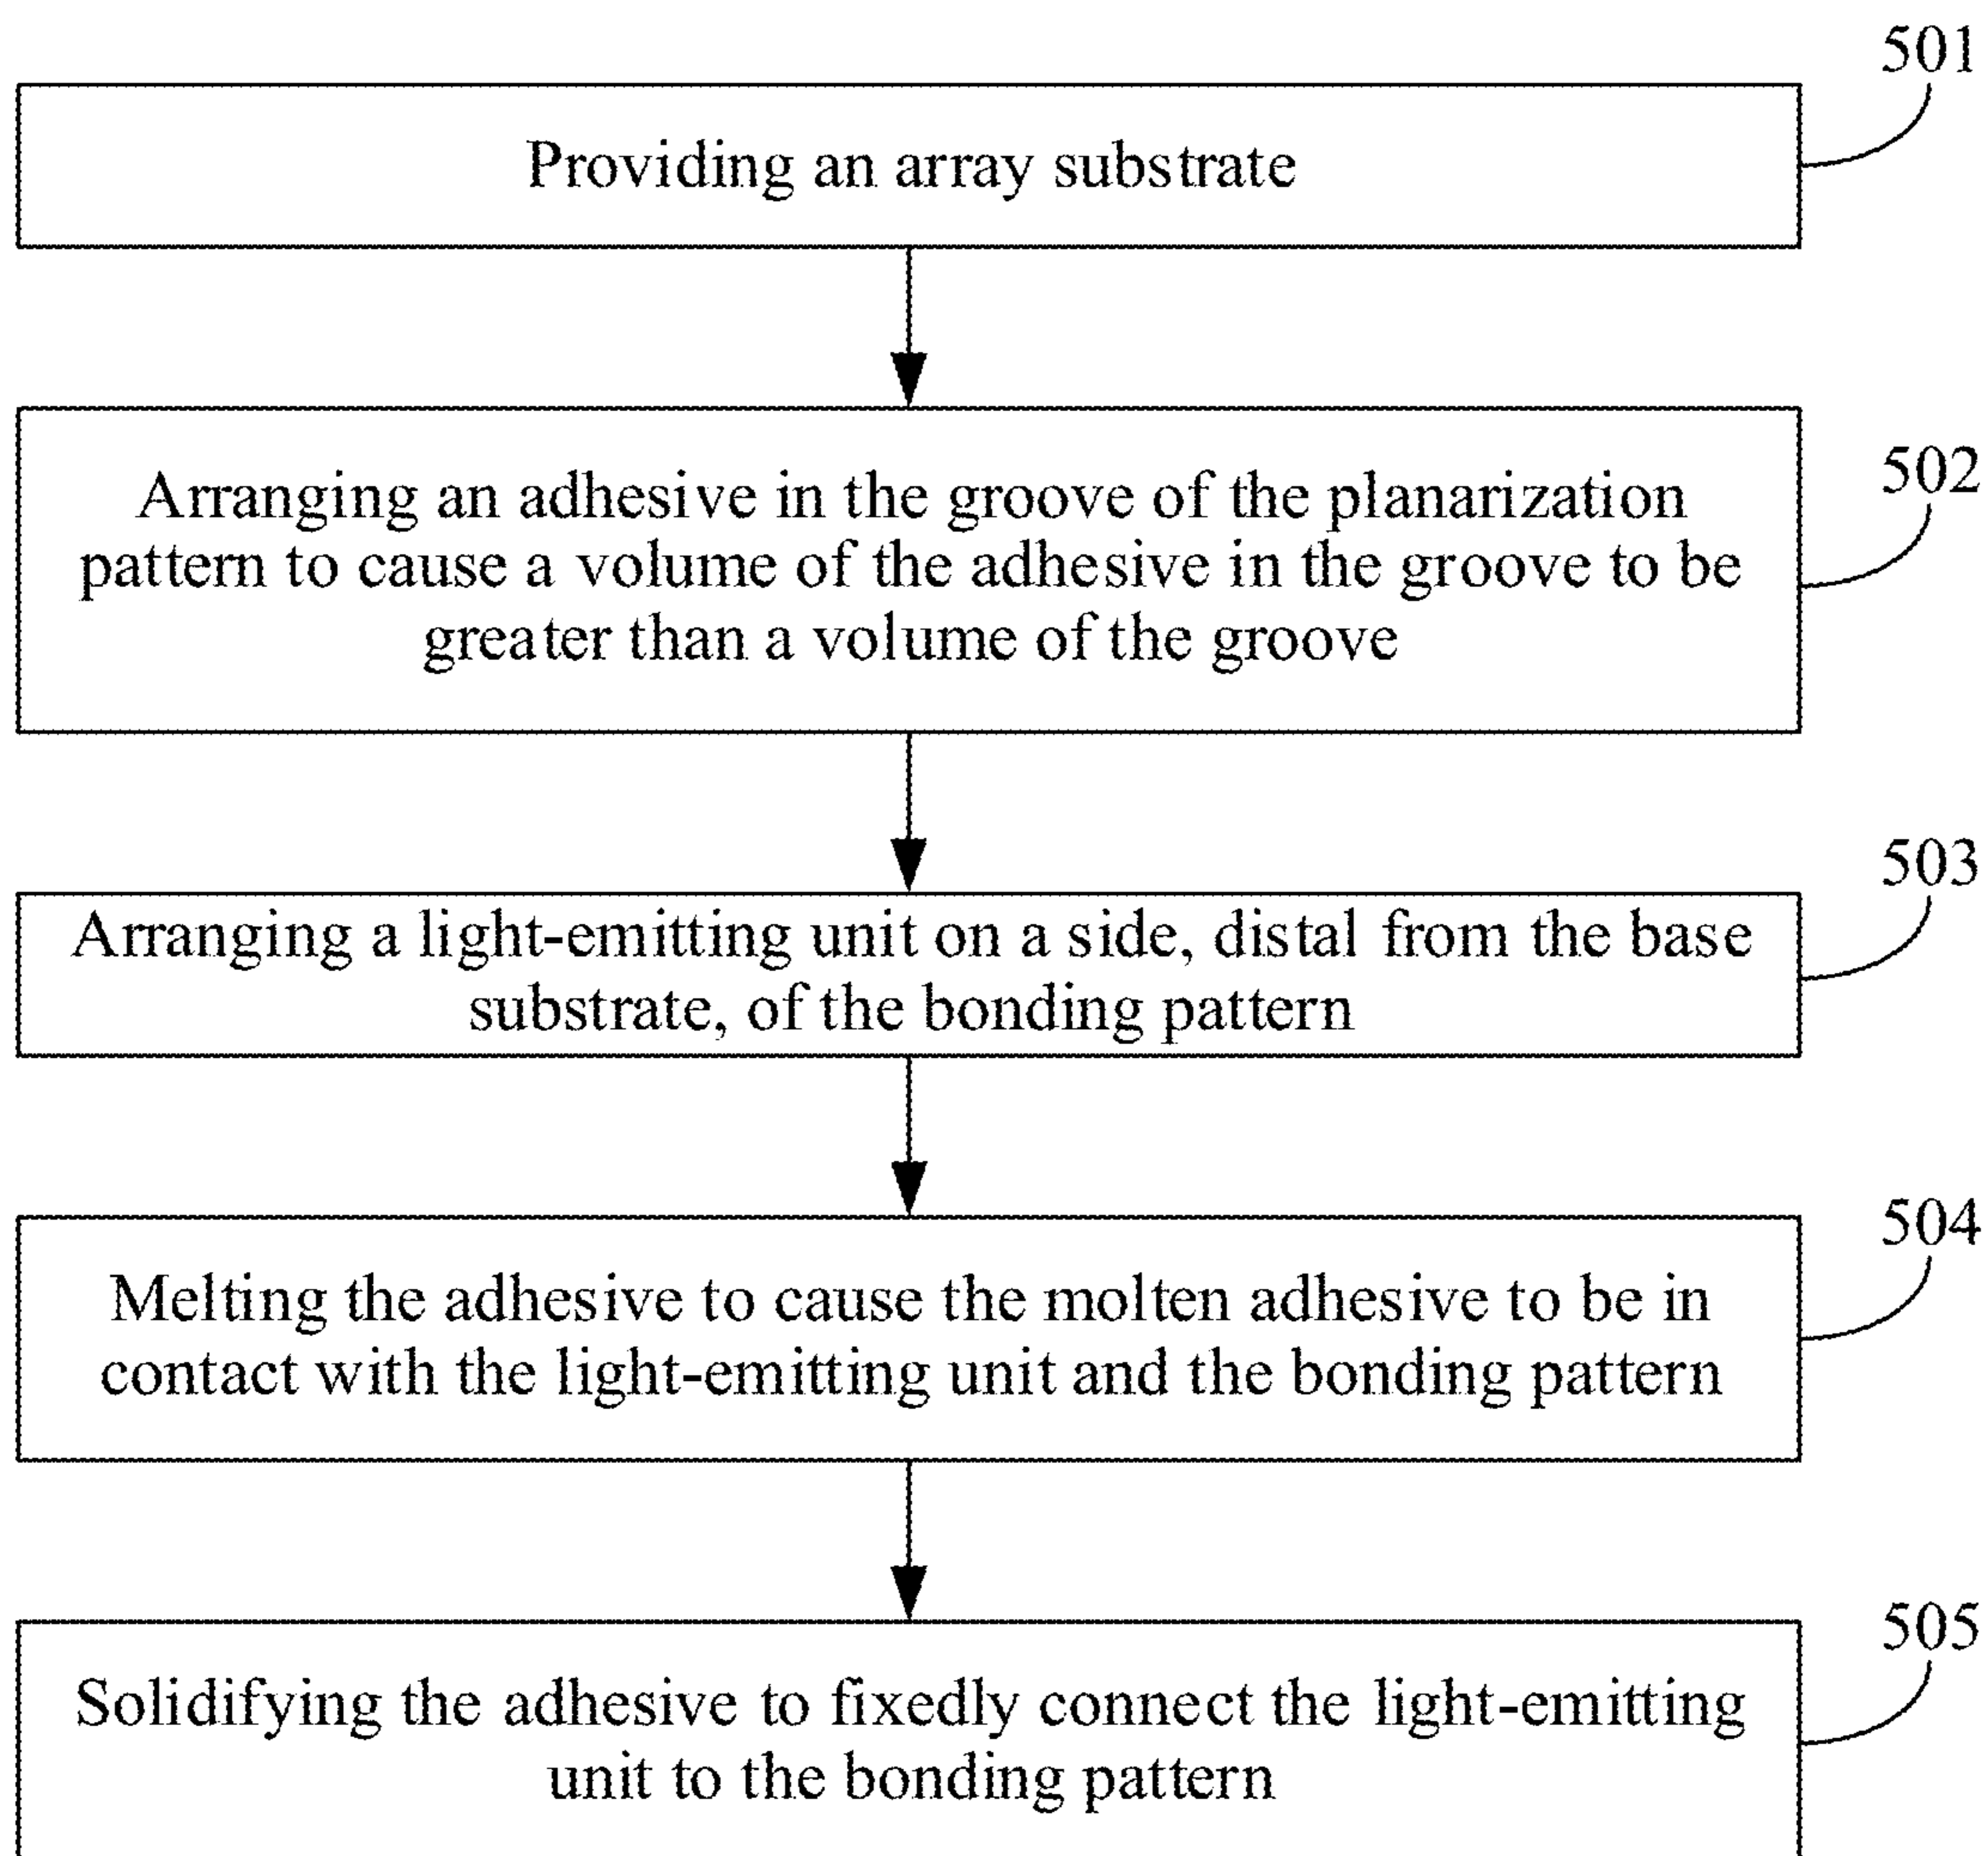 501
Providing an array substrate
502
Arranging an adhesive in the groove of the planarization
pattern to cause a volume of the adhesive in the groove to be
greater than a volume of the groove
503
Arranging a light-emitting unit on a side, distal from the base
substrate, of the bonding pattern
504
Melting the adhesive to cause the molten adhesive to be in
contact with the light-emitting unit and the bonding pattern
505
Solidifying the adhesive to fixedly connect the light-emitting
unit to the bonding pattern